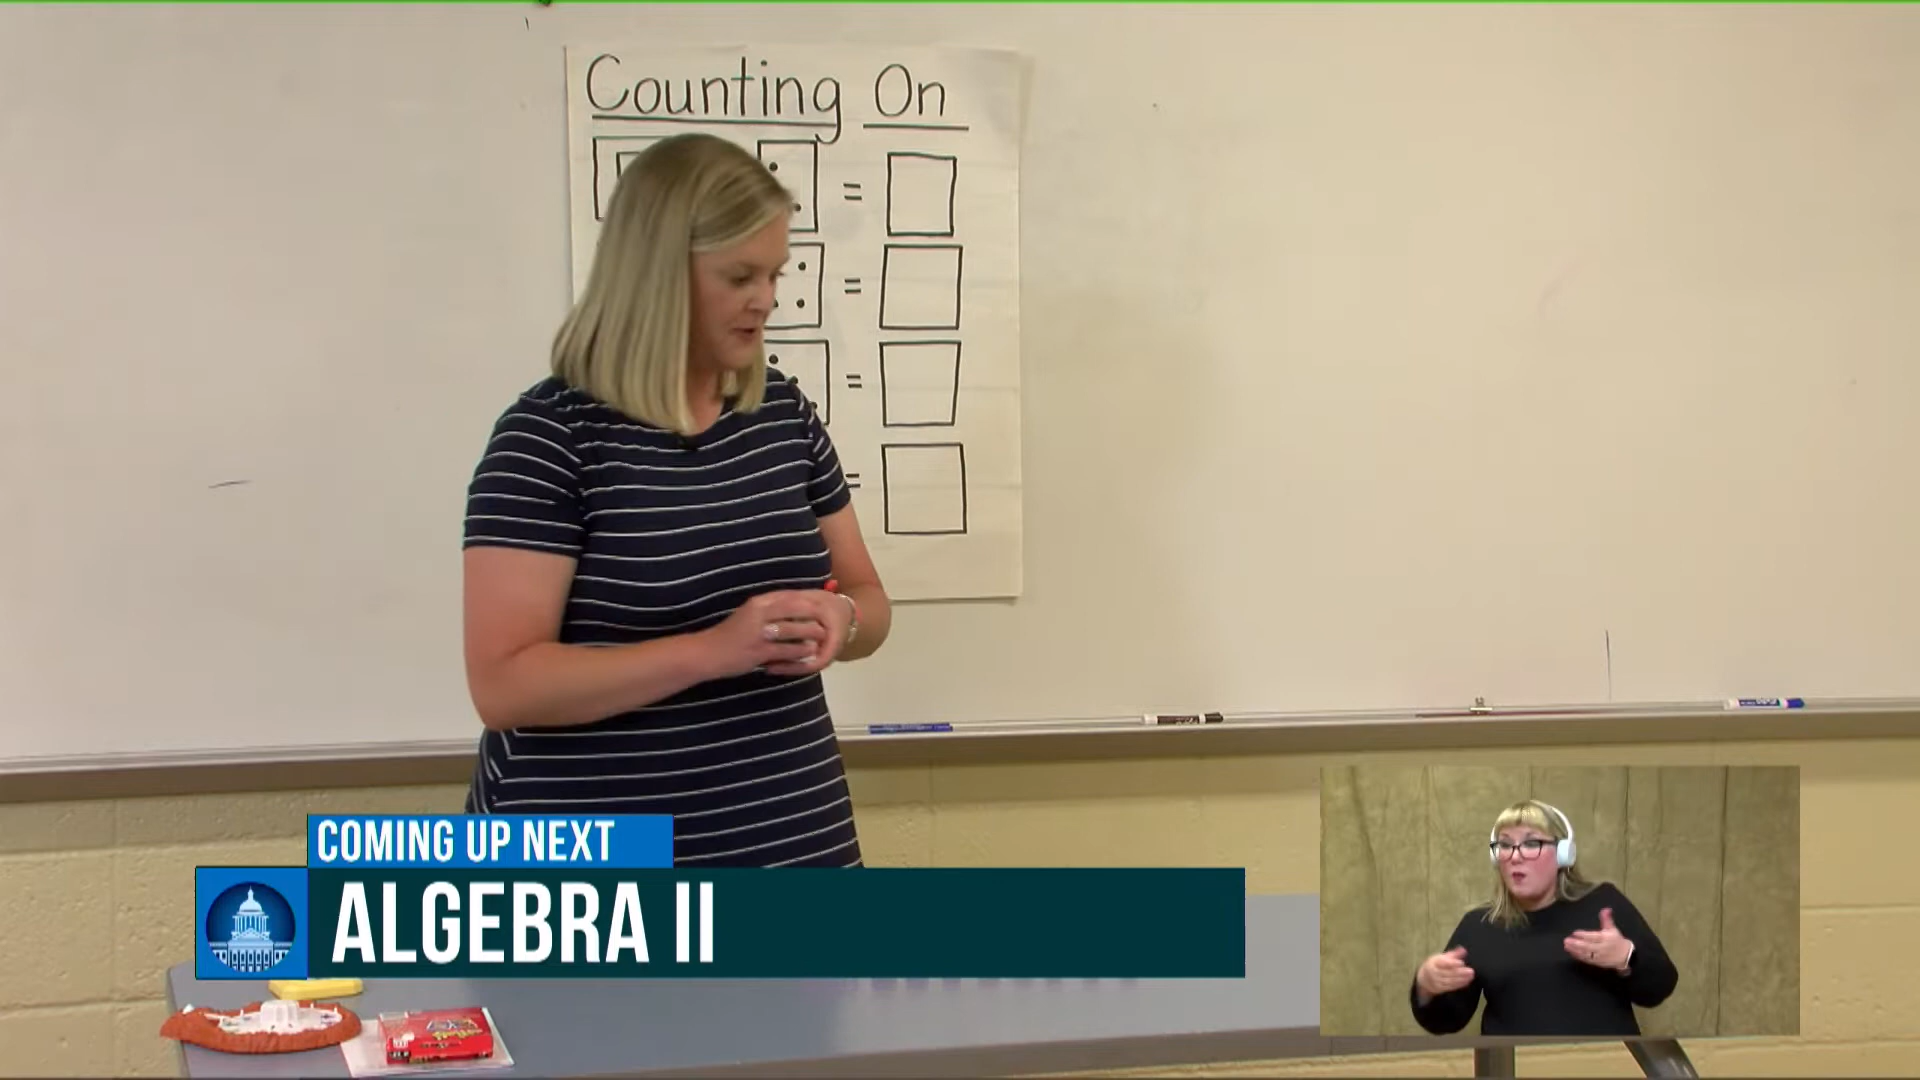 Counting On
=
=
=
=
COMING UP NEXT
ALGEBRA II